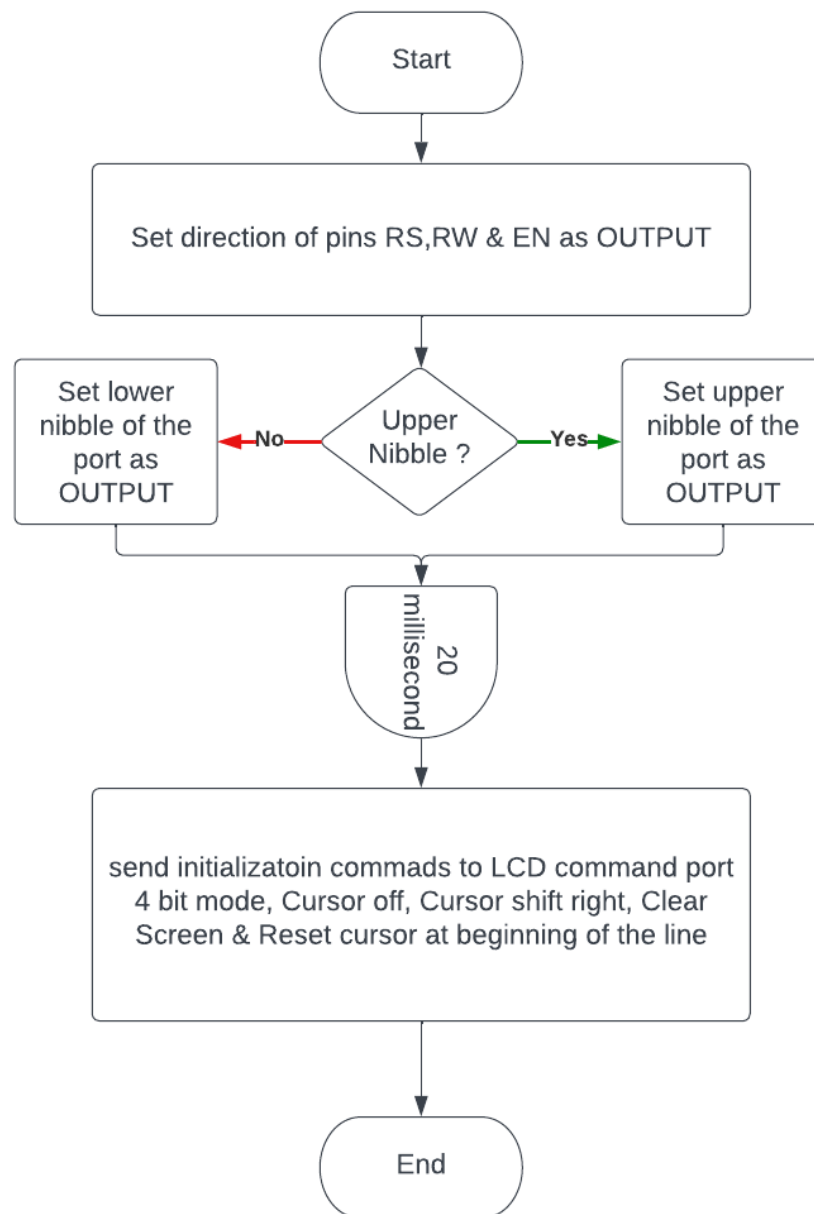 Start
Set direction of pins RS,RW & EN as OUTPUT
Upper
Nibble ?
No
Yes
Set lower
nibble of the
port as
OUTPUT
Set upper
nibble of the
port as
OUTPUT
20
millisecond
send initializatoin commads to LCD command port
4 bit mode, Cursor off, Cursor shift right, Clear
Screen & Reset cursor at beginning of the line
End